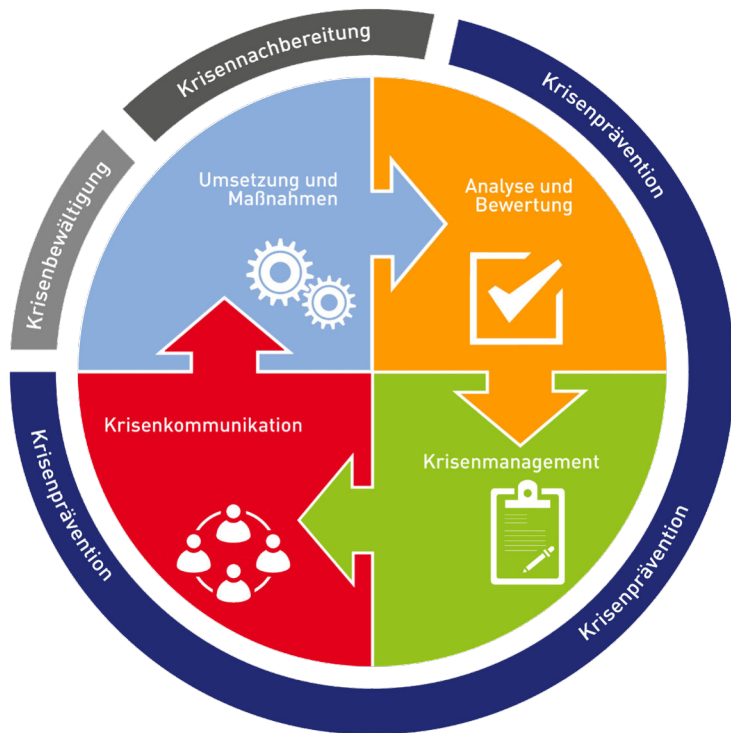 Krisennachbereitung
Krisenprävention
Krisenbewältigung
Umsetzung und
Maßnahmen
Analyse und
Bewertung
Krisenkommunikation
Krisenmanagement
Krisenprävention
Krisenprävention